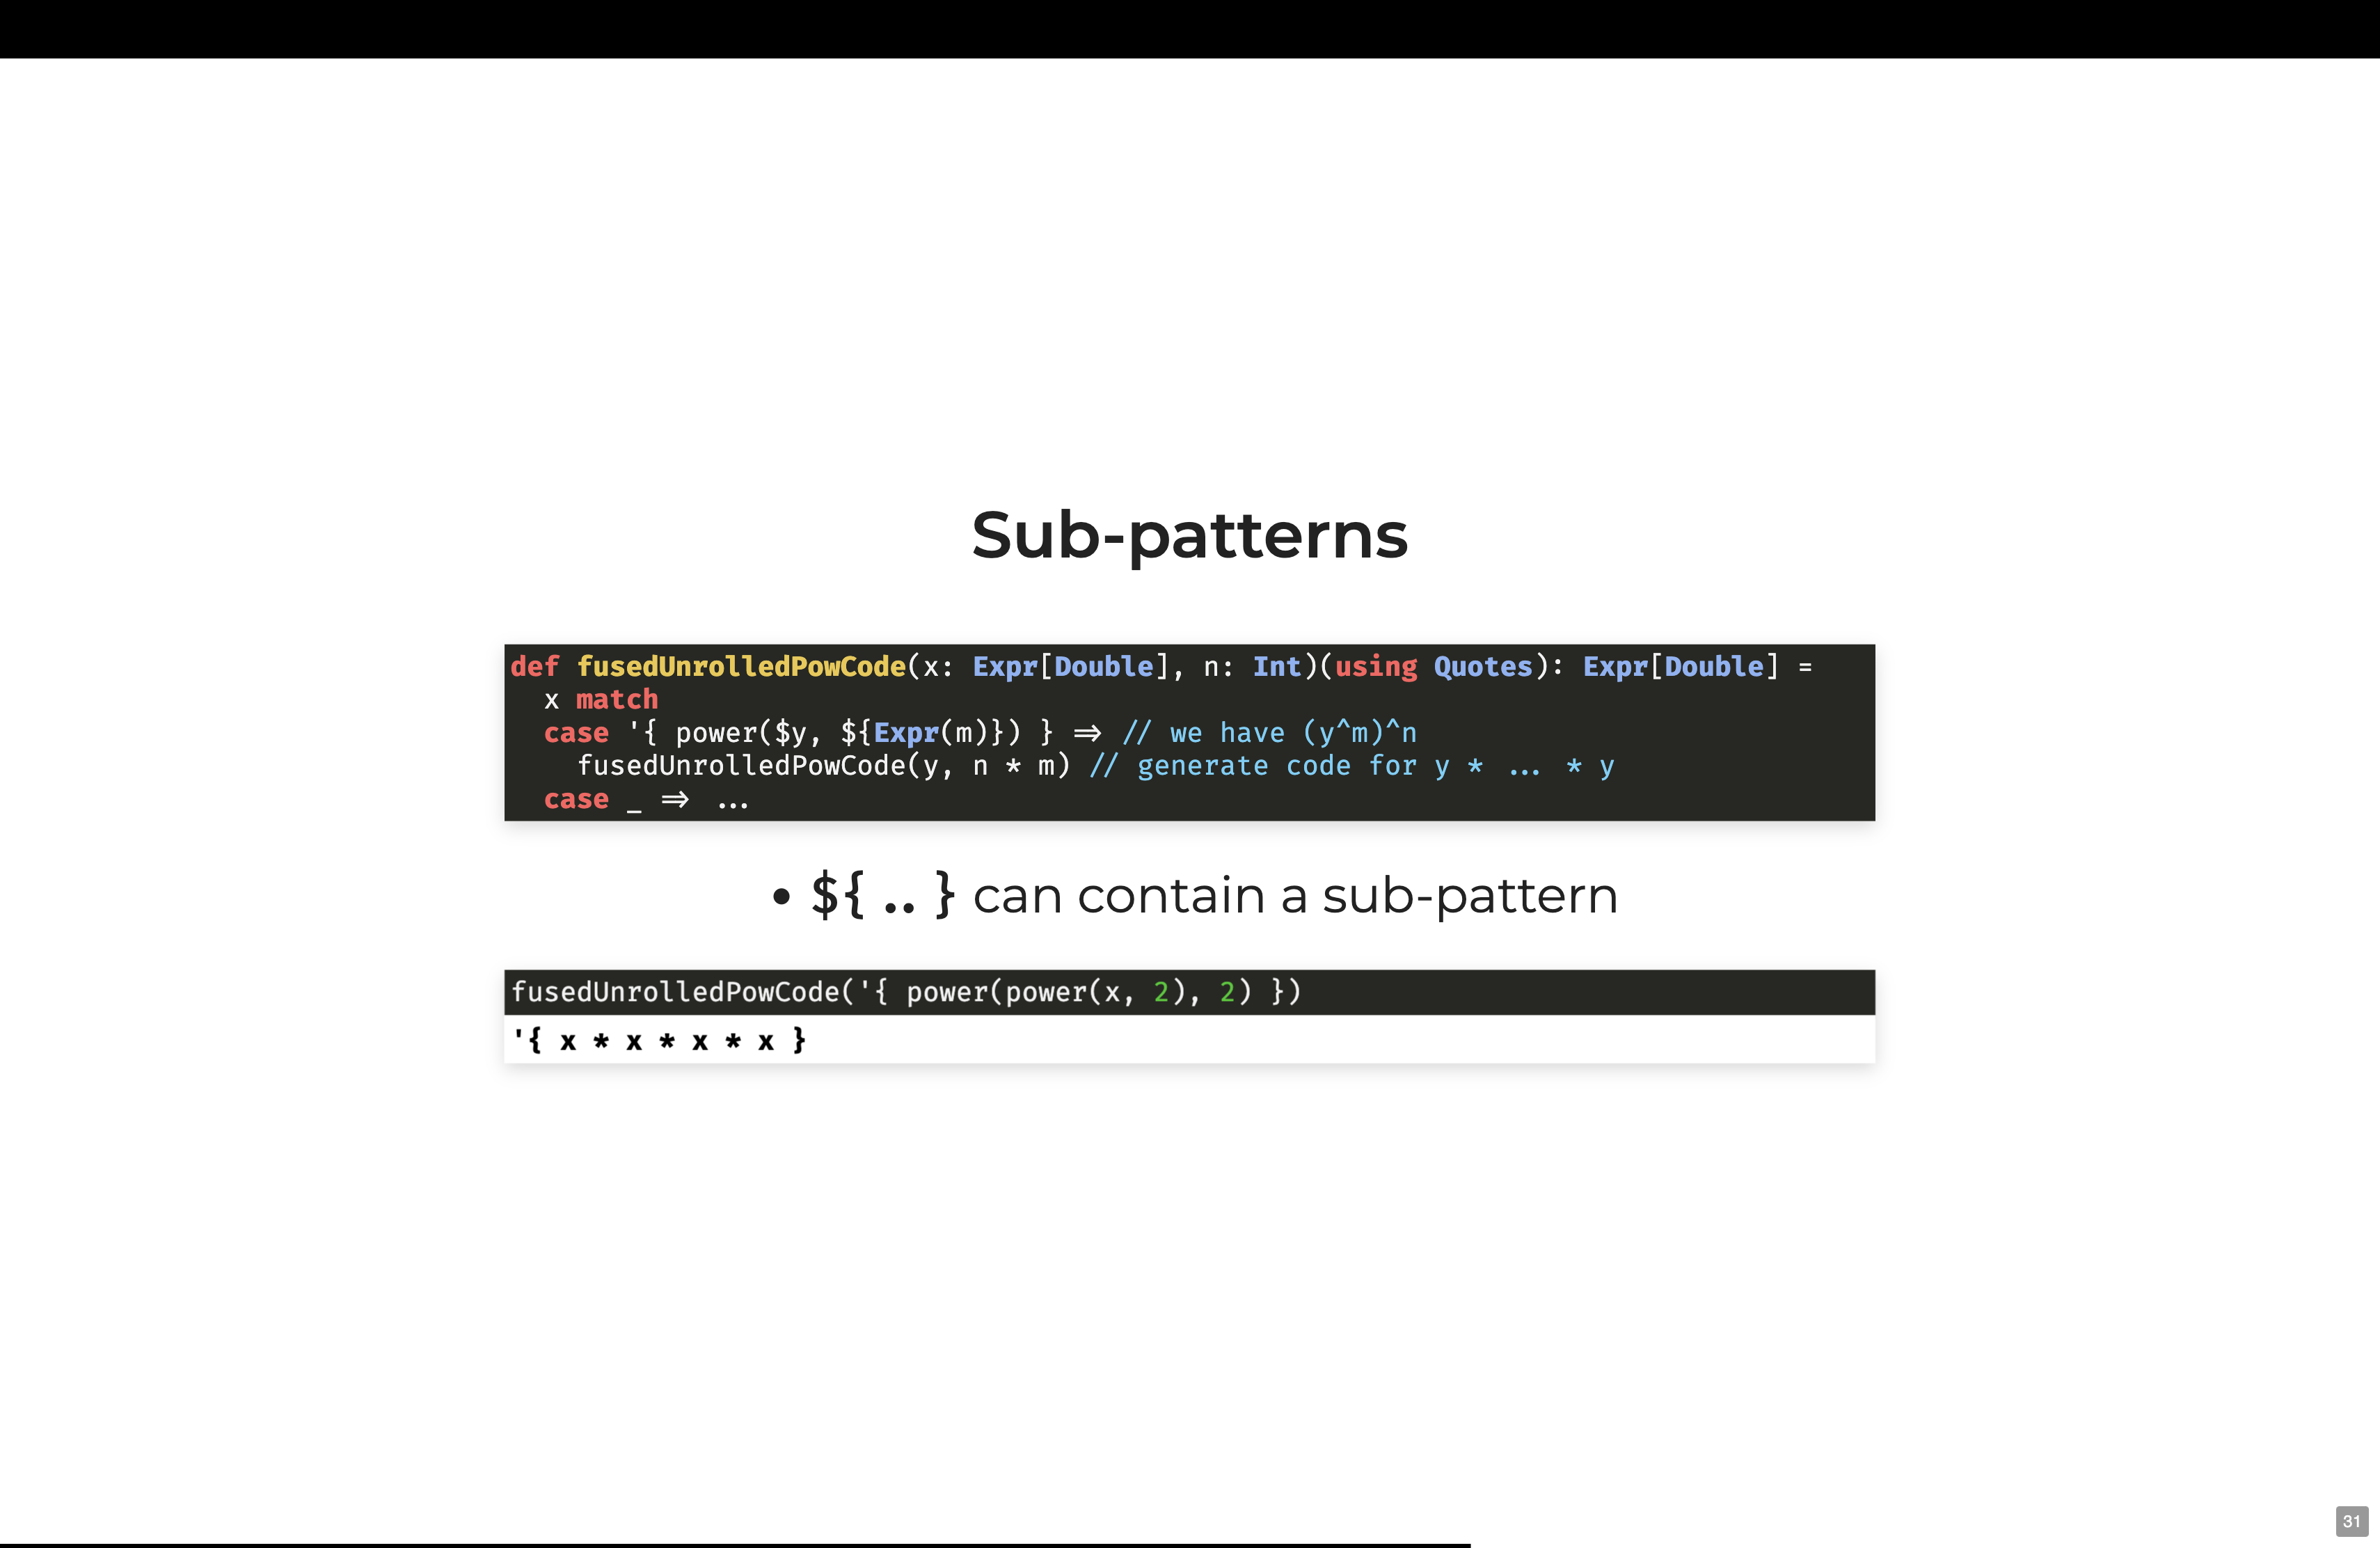 Sub-patterns
def fusedUnrolledPowCode(x: Expr[Double], n: Int)(using Quotes): Expr[Double] =
  x match
  case '{ power($y, ${Expr(m)}) } ⇒ // we have (y^m)^n
    fusedUnrolledPowCode(y, n * m) // generate code for y * ... * y
  case _ ⇒ ...
• ${ .. } can contain a sub-pattern
fusedUnrolledPowCode('{ power(power(x, 2), 2) })
'{ x * x * x * x }
31